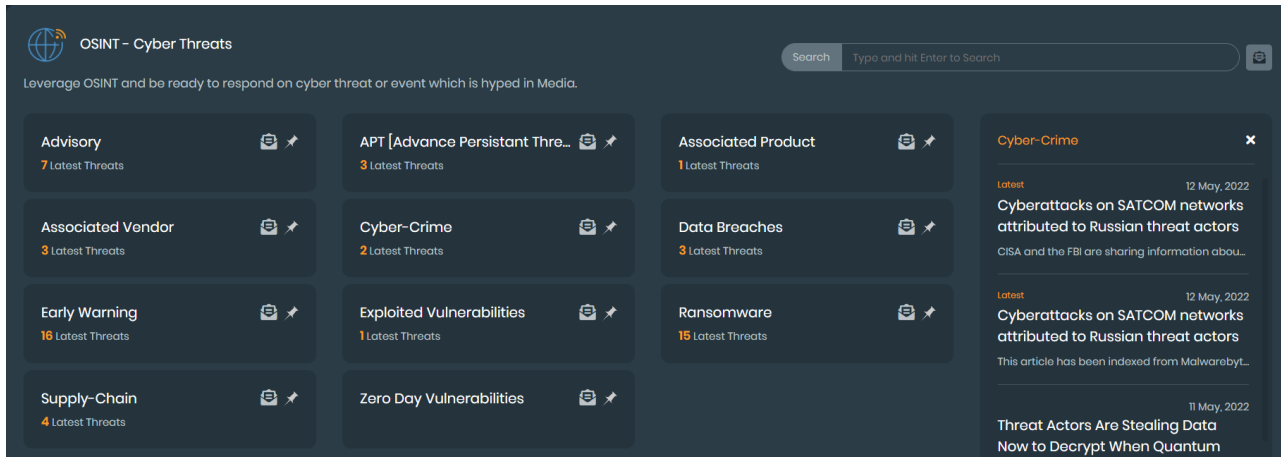 OSINT - Cyber Threats
Search
Type and hit Enter to Search
Leverage OSINT and be ready to respond on cyber threat or event which is hyped in Media.
Advisory
7 Latest Threats
APT [Advance Persistant Thre...
3 Latest Threats
Associated Product
1 Latest Threats
Associated Vendor
3 Latest Threats
Cyber-Crime
2 Latest Threats
Data Breaches
3 Latest Threats
Early Warning
16 Latest Threats
Exploited Vulnerabilities
1 Latest Threats
Ransomware
15 Latest Threats
Supply-Chain
4 Latest Threats
Zero Day Vulnerabilities
Cyber-Crime
Latest
12 May, 2022
Cyberattacks on SATCOM networks
attributed to Russian threat actors
CISA and the FBI are sharing information abou...
Latest
12 May, 2022
Cyberattacks on SATCOM networks
attributed to Russian threat actors
This article has been indexed from Malwarebyt...
11 May, 2022
Threat Actors Are Stealing Data
Now to Decrypt When Quantum